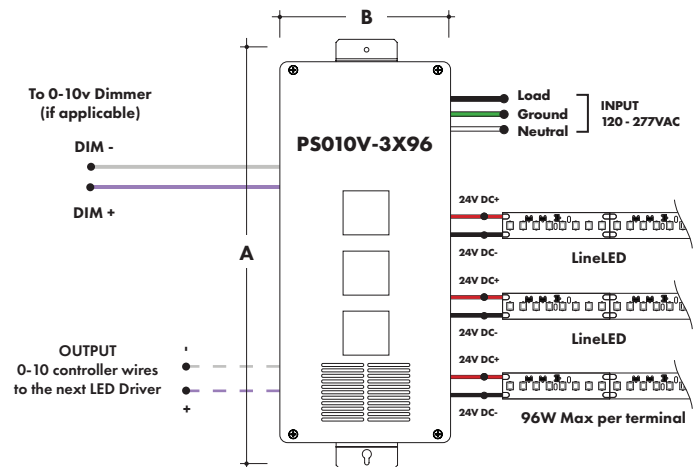 B
To 0-10v Dimmer
(if applicable)
DIM -
DIM +
A
PS010V-3X96
Load
Ground
Neutral
INPUT
120 - 277VAC
24V DC+
24V DC-
LineLED
24V DC+
24V DC-
LineLED
24V DC+
24V DC-
96W Max per terminal
OUTPUT
0-10 controller wires
to the next LED Driver
-
+